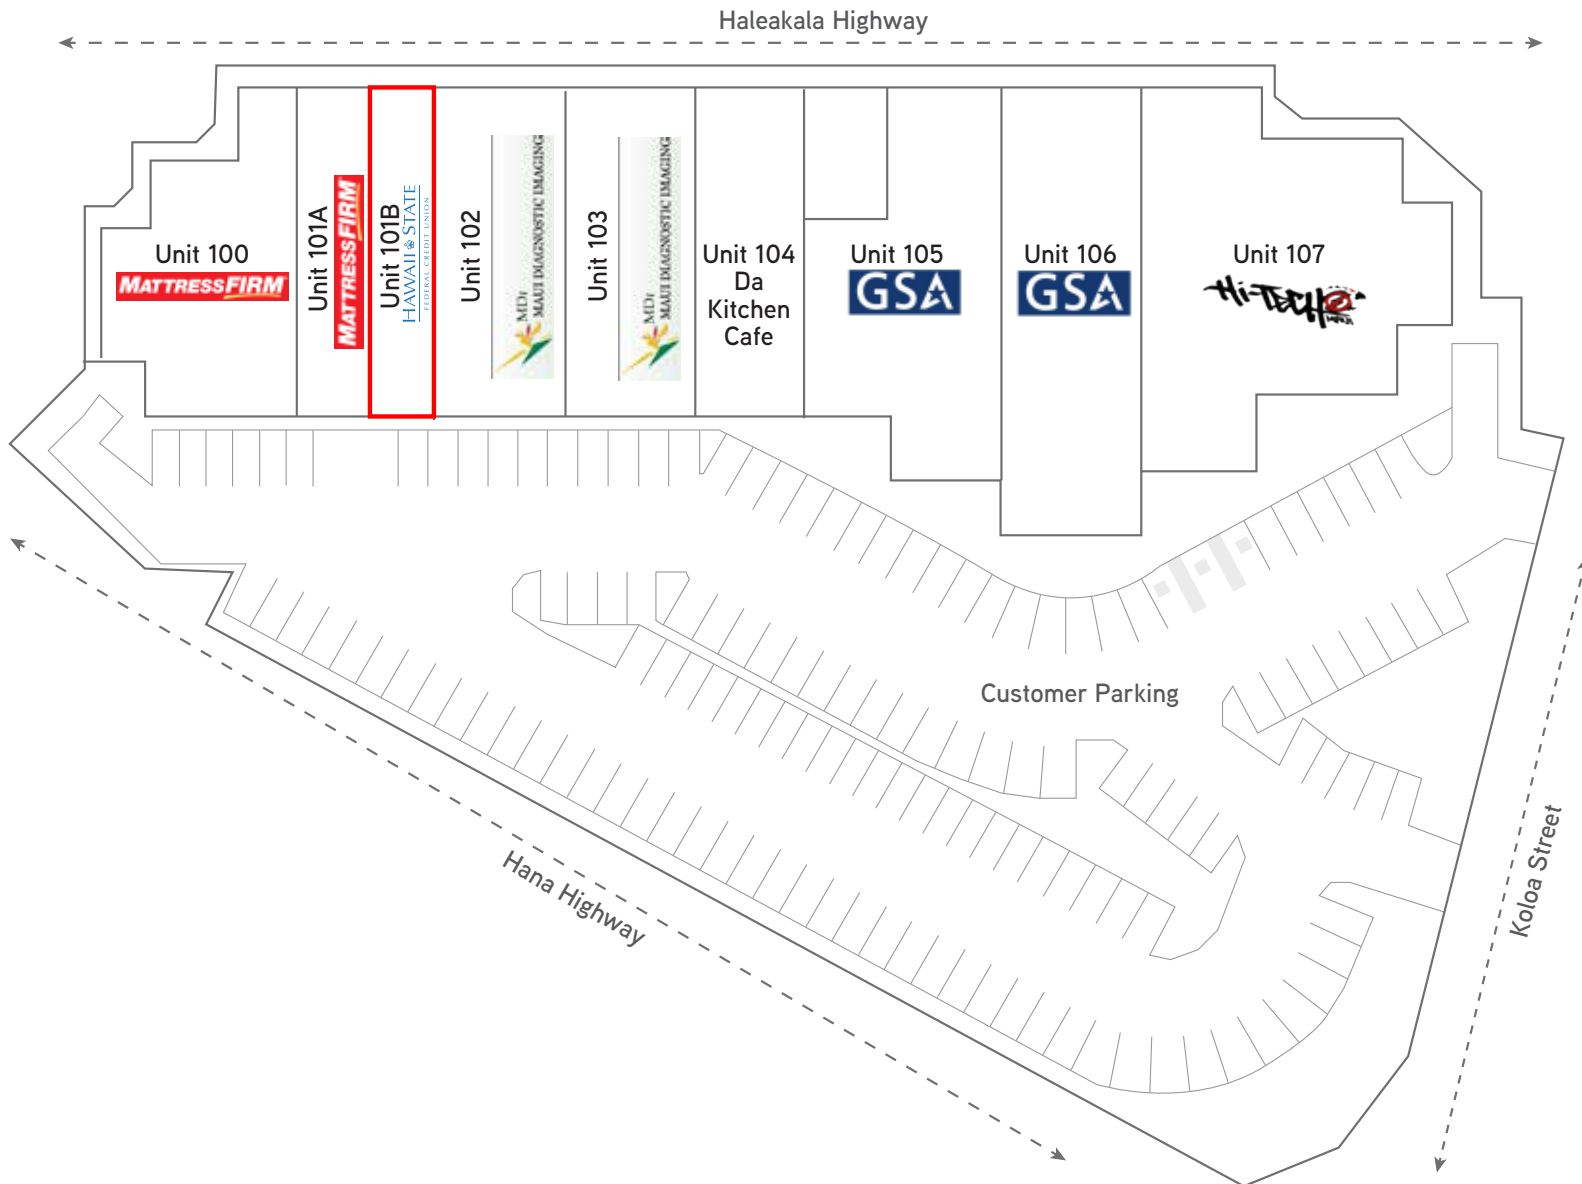 Haleakala Highway
Unit 100
MATTRESSFIRM
Unit 101A
MATTRESSFIRM
Unit 101B
HAWAII STATE
FEDERAL CREDIT UNION
Unit 102
MDi
MAUI DIAGNOSTIC IMAGING
Unit 103
MDi
MAUI DIAGNOSTIC IMAGING
Unit 104
Da
Kitchen
Cafe
Unit 105
GSA
Unit 106
GSA
Unit 107
Hi-TECH
Customer Parking
Hana Highway
Koloa Street